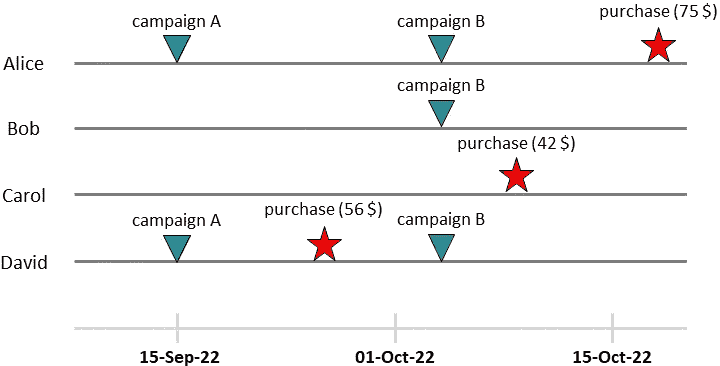 purchase (75 $)
campaign A
campaign B
Alice
campaign B
Bob
purchase (42 $)
Carol
purchase (56 $)
campaign A
campaign B
David
15-Sep-22
01-Oct-22
15-Oct-22